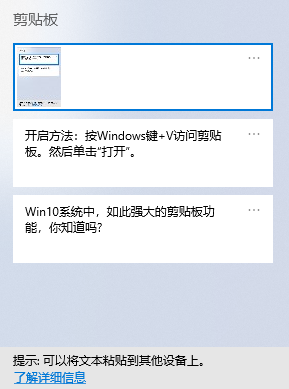 剪贴板
开启方法：按Windows键+V访问剪贴
板。然后单击“打开”。
Win10系统中，如此强大的剪贴板功
能，你知道吗?
提示: 可以将文本粘贴到其他设备上。
了解详细信息